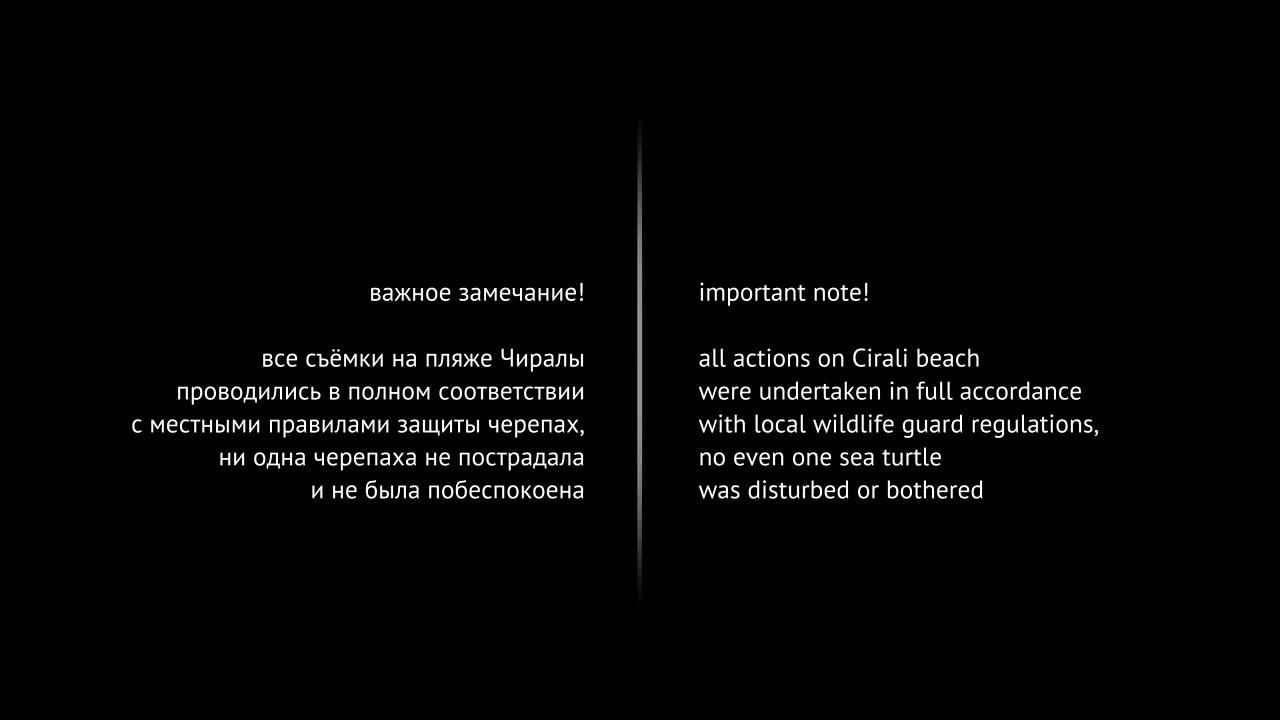 важное замечание!
все съёмки на пляже Чиралы
проводились в полном соответствии
с местными правилами защиты черепах,
ни одна черепаха не пострадала
и не была побеспокоена
important note!
all actions on Cirali beach
were undertaken in full accordance
with local wildlife guard regulations,
no even one sea turtle
was disturbed or bothered